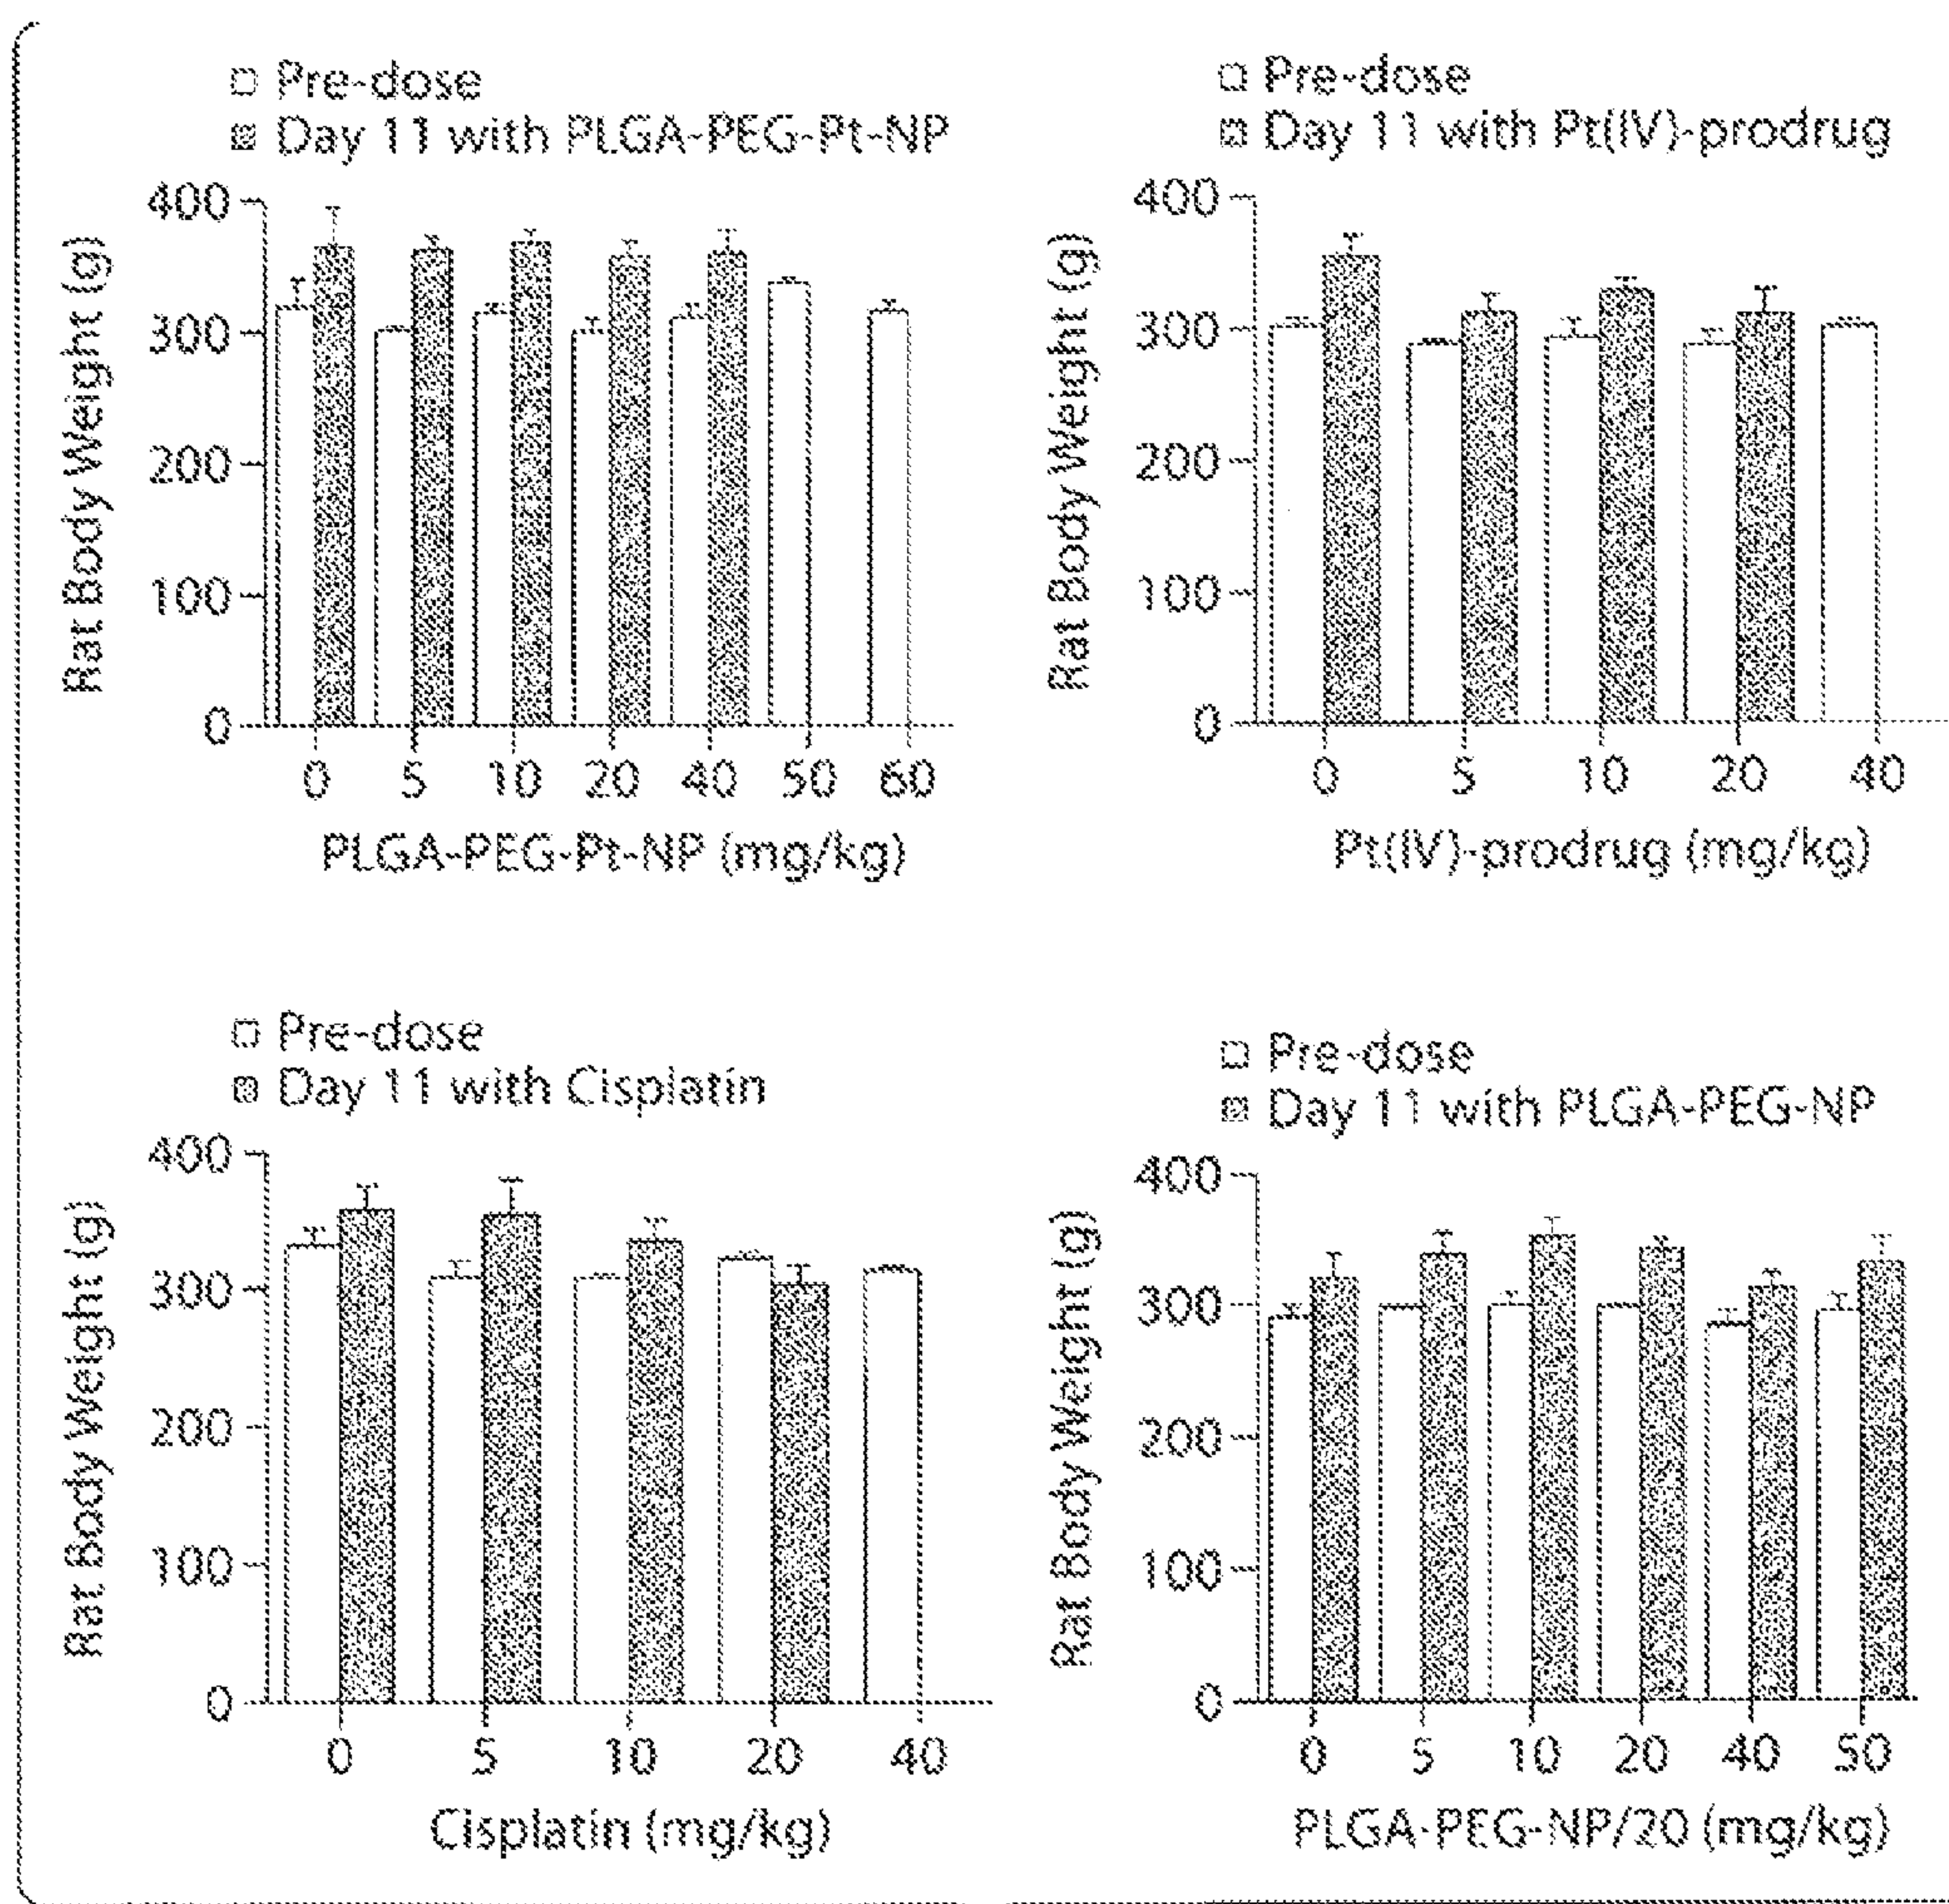 Pre-dose
Day 11 with PLGA-PEG-Pt-NP
Rat Body Weight (g)
400
300
200
100
0
0 5 10 20 40 50 60
PLGA-PEG-Pt-NP (mg/kg)
Pre-dose
Day 11 with Pt(IV)-prodrug
Rat Body Weight (g)
400
300
200
100
0
0 5 10 20 40
Pt(IV)-prodrug (mg/kg)
Pre-dose
Day 11 with Cisplatin
Rat Body Weight (g)
400
300
200
100
0
0 5 10 20 40
Cisplatin (mg/kg)
Pre-dose
Day 11 with PLGA-PEG-NP
Rat Body Weight (g)
400
300
200
100
0
0 5 10 20 40 50
PLGA-PEG-NP/20 (mg/kg)